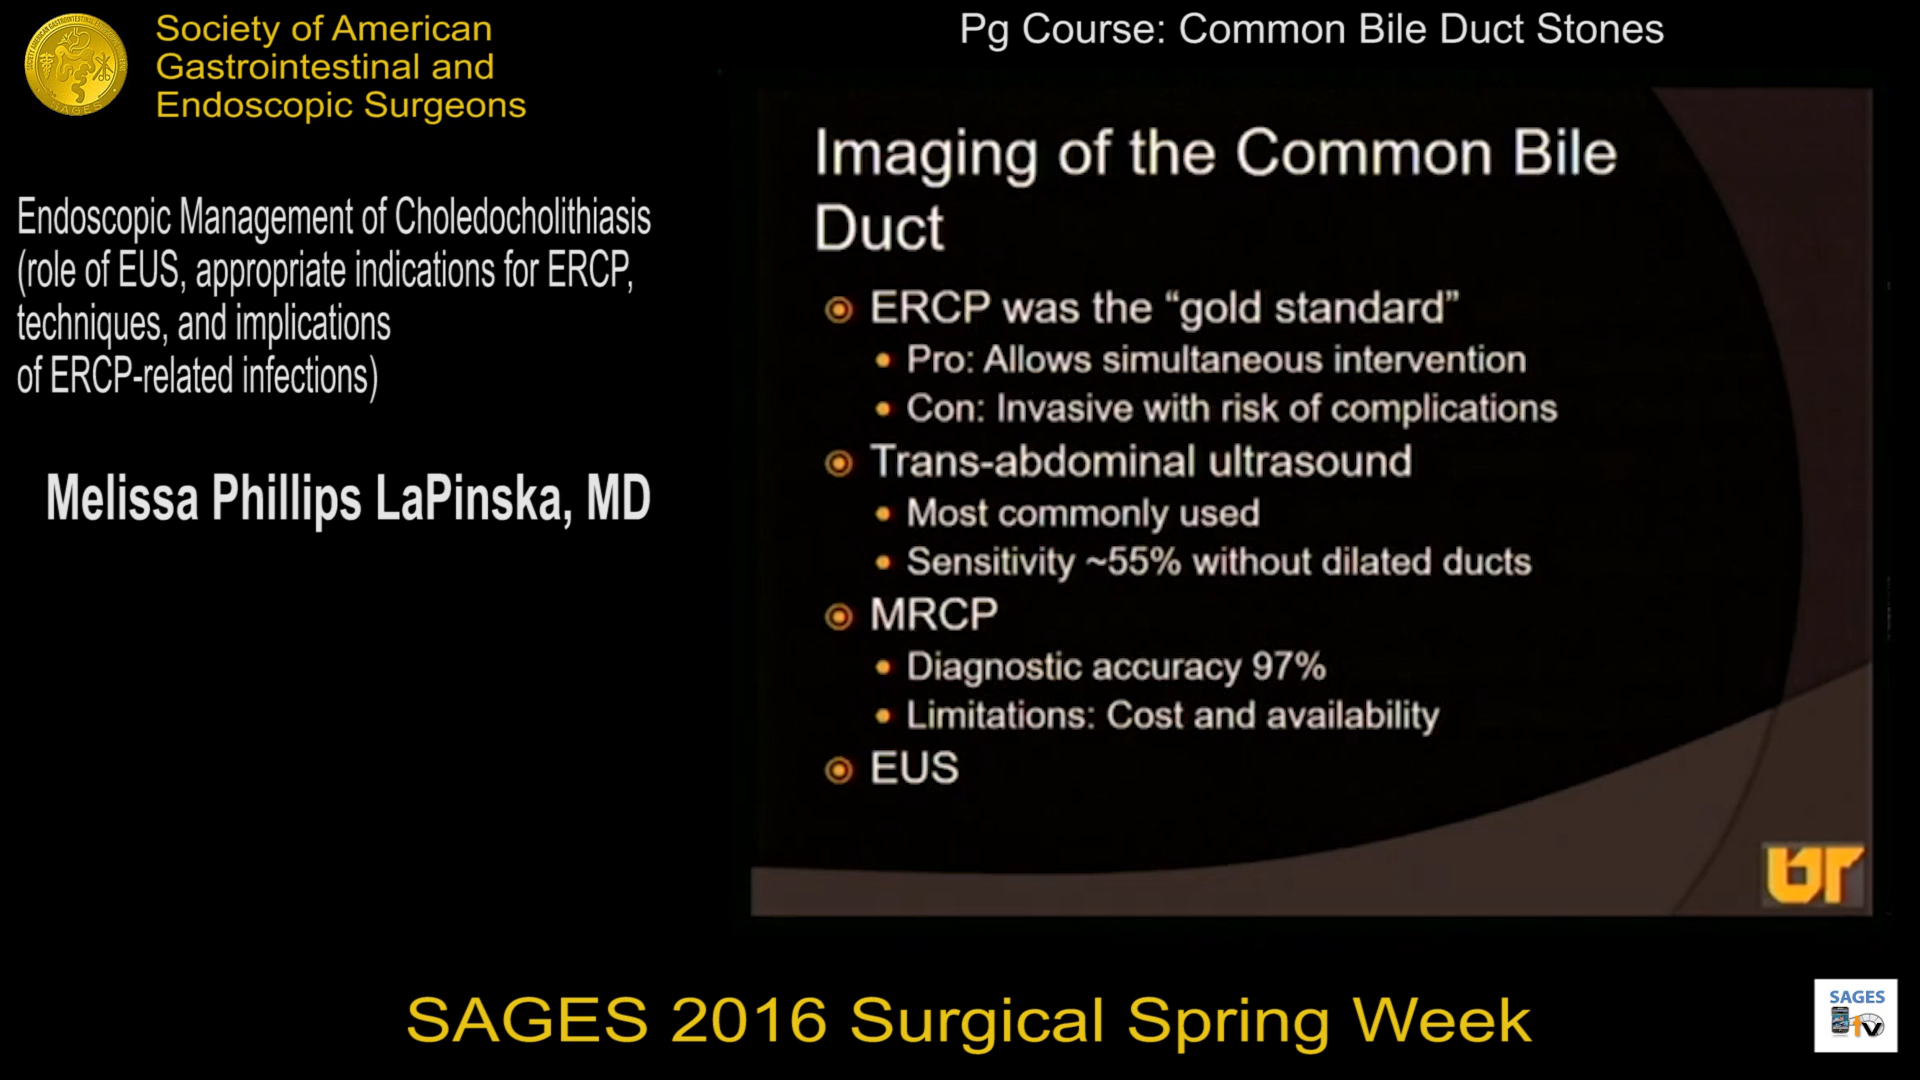 Society of American
Gastrointestinal and
Endoscopic Surgeons
Pg Course: Common Bile Duct Stones
Endoscopic Management of Choledocholithiasis
(role of EUS, appropriate indications for ERCP,
techniques, and implications
of ERCP-related infections)
Melissa Phillips LaPinska, MD
Imaging of the Common Bile
Duct
ERCP was the “gold standard”
• Pro: Allows simultaneous intervention
• Con: Invasive with risk of complications
Trans-abdominal ultrasound
• Most commonly used
• Sensitivity ~55% without dilated ducts
MRCP
• Diagnostic accuracy 97%
• Limitations: Cost and availability
EUS
UT
SAGES 2016 Surgical Spring Week
SAGES
tv